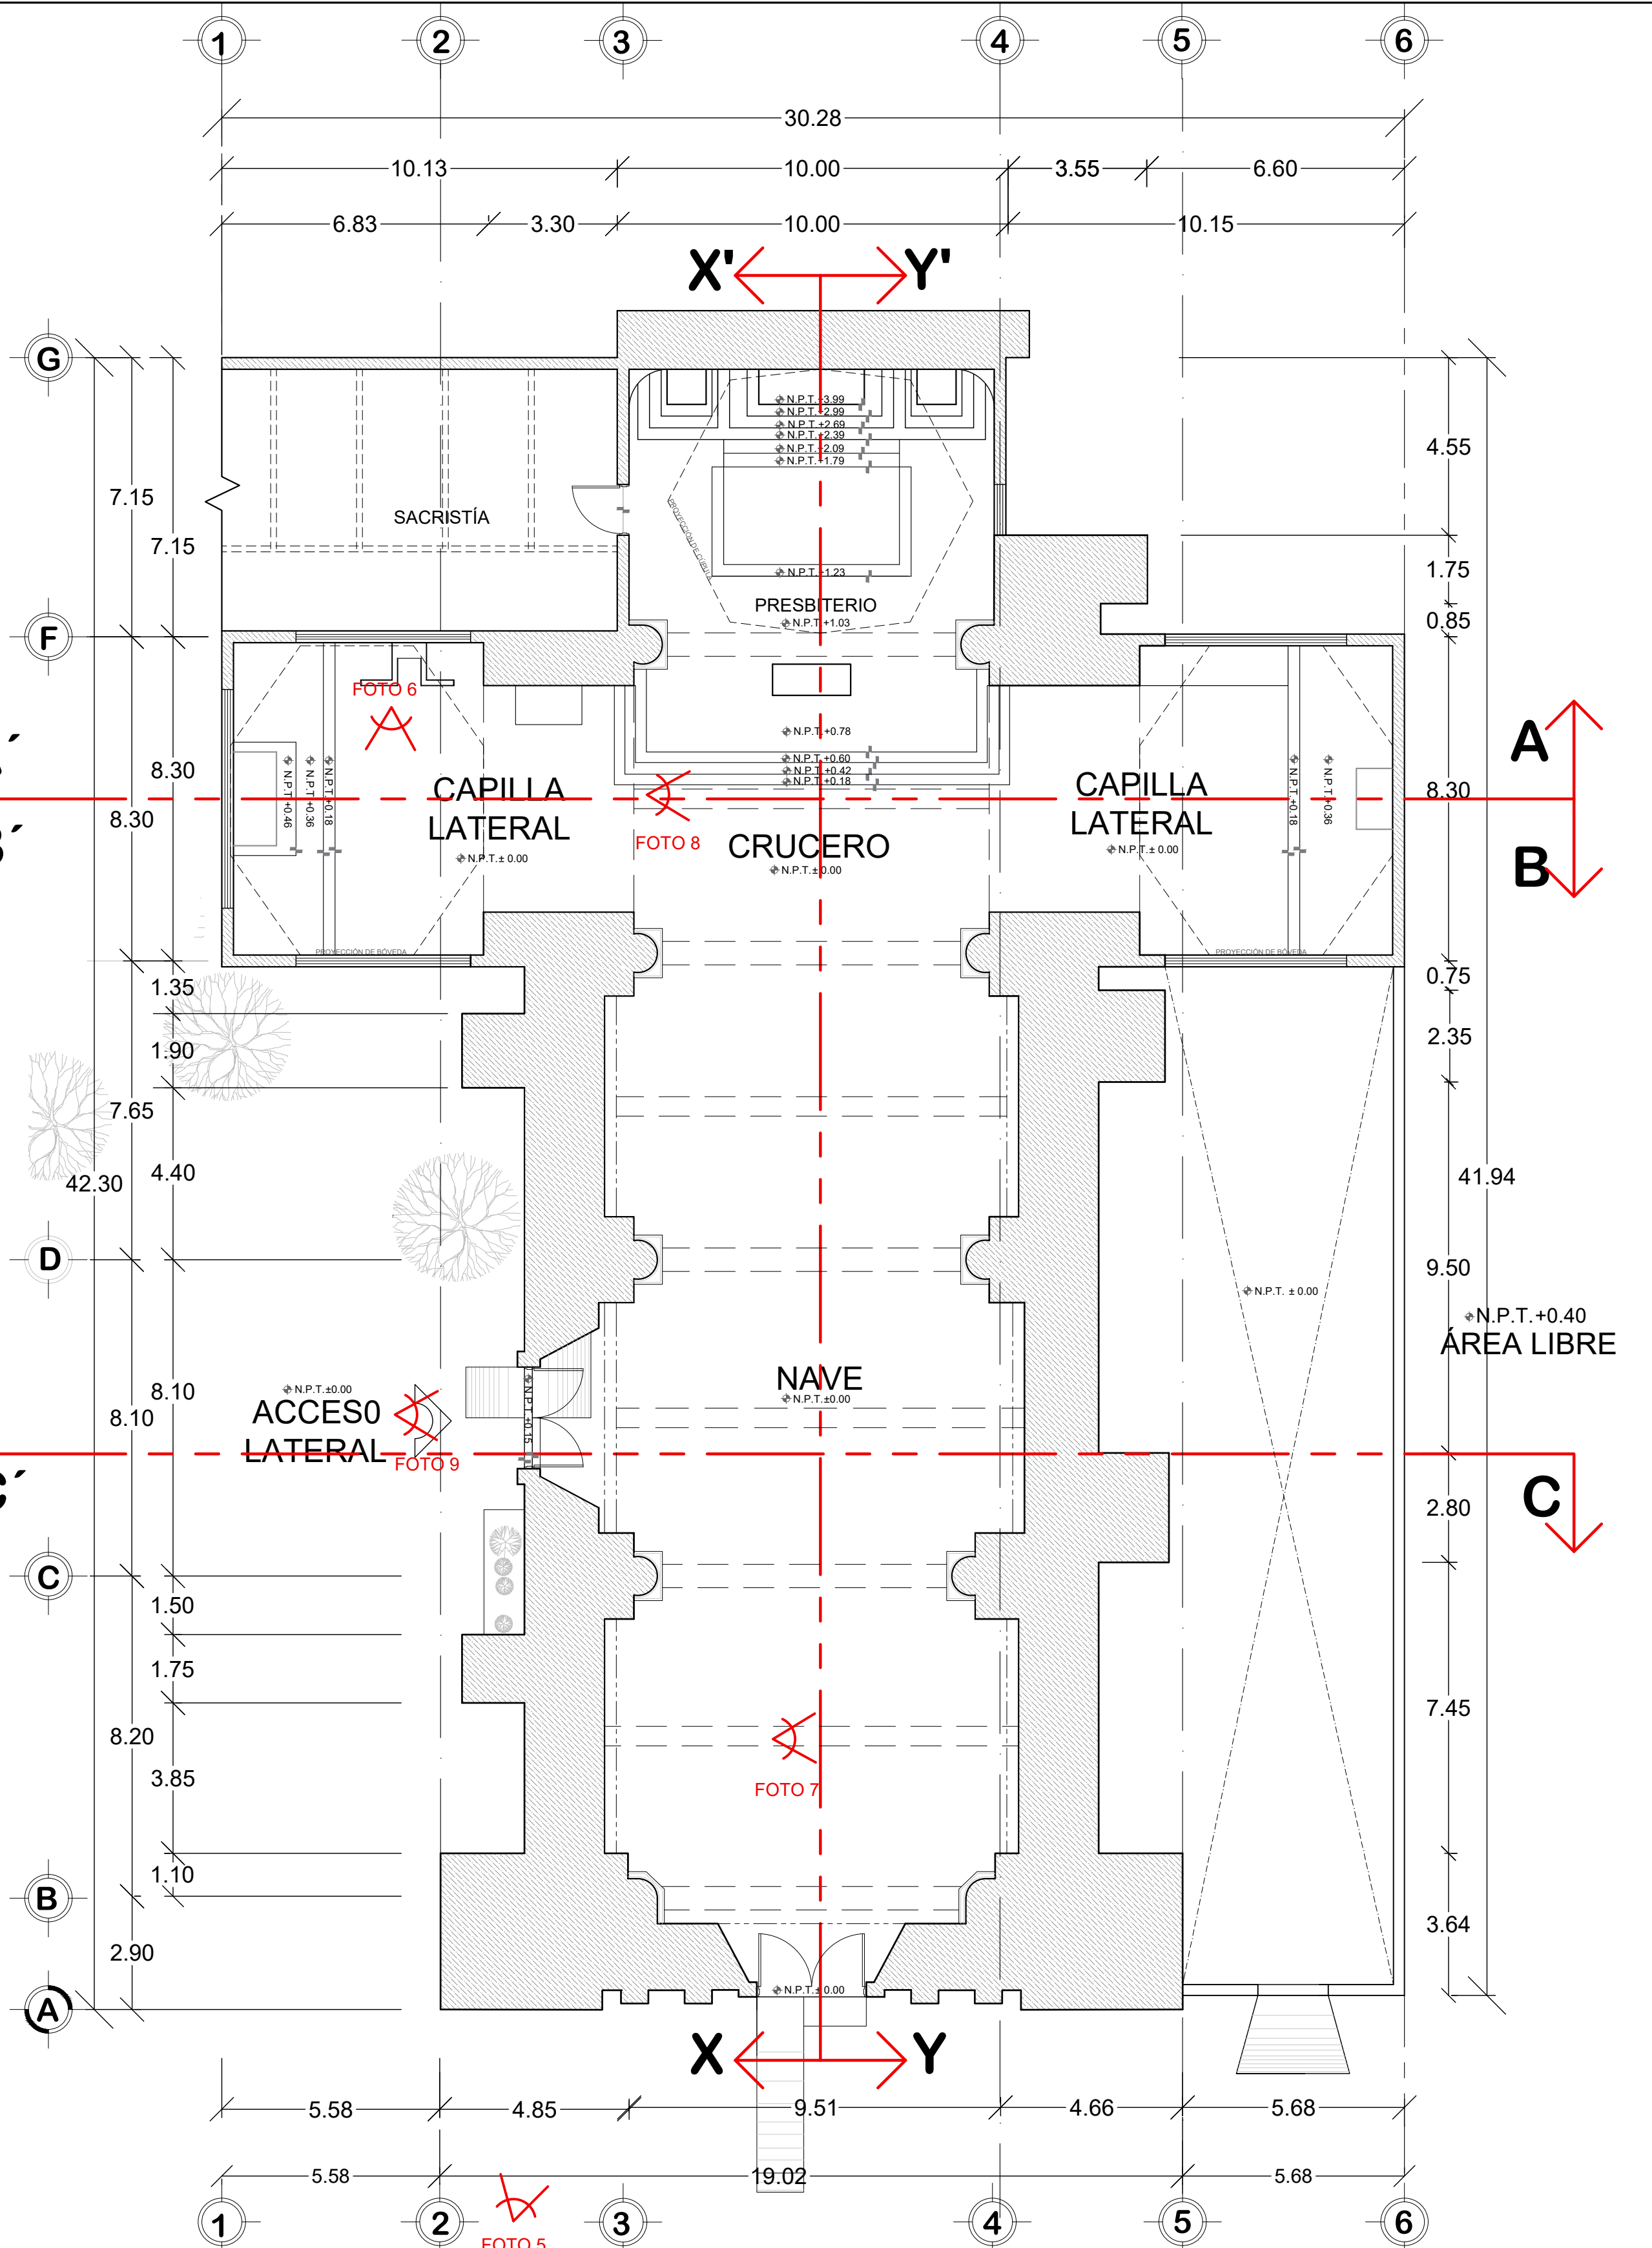 1 2 3 4 5 6
30.28
10.13 10.00 3.55 6.60
6.83 3.30 10.00 10.15
X' Y'
G
N.P.T.+3.99
N.P.T.+2.99
N.P.T.+2.69
N.P.T.+2.39
N.P.T.+2.09
N.P.T.+1.79
4.55
7.15
SACRISTÍA
PROYECCIÓN DE CÚPULA
7.15
N.P.T.+1.23
1.75
PRESBITERIO
0.85
N.P.T.+1.03
F
FOTO 6
N.P.T.+0.78
A
N.P.T.+0.60
N.P.T.+0.42
N.P.T.+0.18
8.30
N.P.T.+0.46
N.P.T.+0.36
N.P.T.+0.18
CAPILLA
LATERAL
N.P.T.± 0.00
CAPILLA
LATERAL
N.P.T.± 0.00
N.P.T.+0.18
N.P.T.+0.36
8.30
8.30
FOTO 8
CRUCERO
N.P.T.± 0.00
B
PROYECCIÓN DE BÓVEDA
PROYECCIÓN DE BÓVEDA
0.75
1.35
2.35
1.90
7.65
4.40
42.30
41.94
D
9.50
N.P.T. ± 0.00
N.P.T.+0.40
ÁREA LIBRE
NAVE
N.P.T.±0.00
N.P.T.±0.00
ACCESO
LATERAL
8.10
8.10
N.P.T.+0.15
FOTO 9
C´
C
2.80
C
1.50
1.75
7.45
8.20
3.85
FOTO 7
1.10
B
3.64
2.90
N.P.T.± 0.00
A
X Y
5.58 4.85 9.51 4.66 5.68
5.58 19.02 5.68
1 2 3 4 5 6
FOTO 5